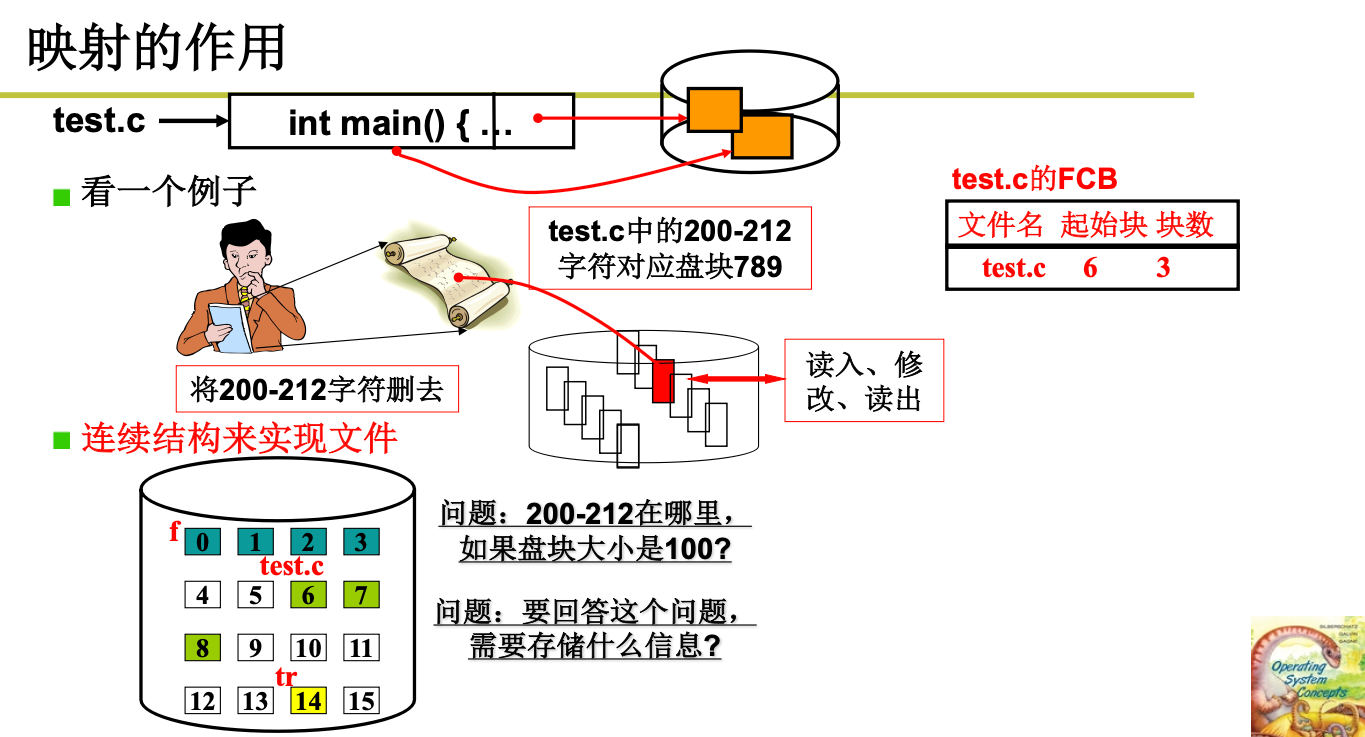 映射的作用
test.c
int main() { …
看一个例子
test.c中的200-212
字符对应盘块789
test.c的FCB
文件名 起始块 块数
test.c 6 3
将200-212字符删去
读入、修
改、读出
连续结构来实现文件
f
0 1 2 3
test.c
4 5 6 7
8 9 10 11
tr
12 13 14 15
问题：200-212在哪里，
如果盘块大小是100?
问题：要回答这个问题，
需要存储什么信息?
SILBERSCHATZ
GALVIN
GAGNE
Operating
System
Concepts